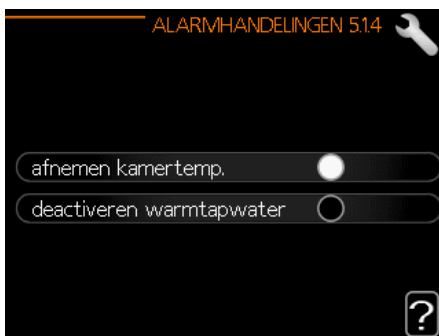 ALARMHANDELINGEN 5.1.4
afnemen kamertemp.
deactiveren warmtapwater
?